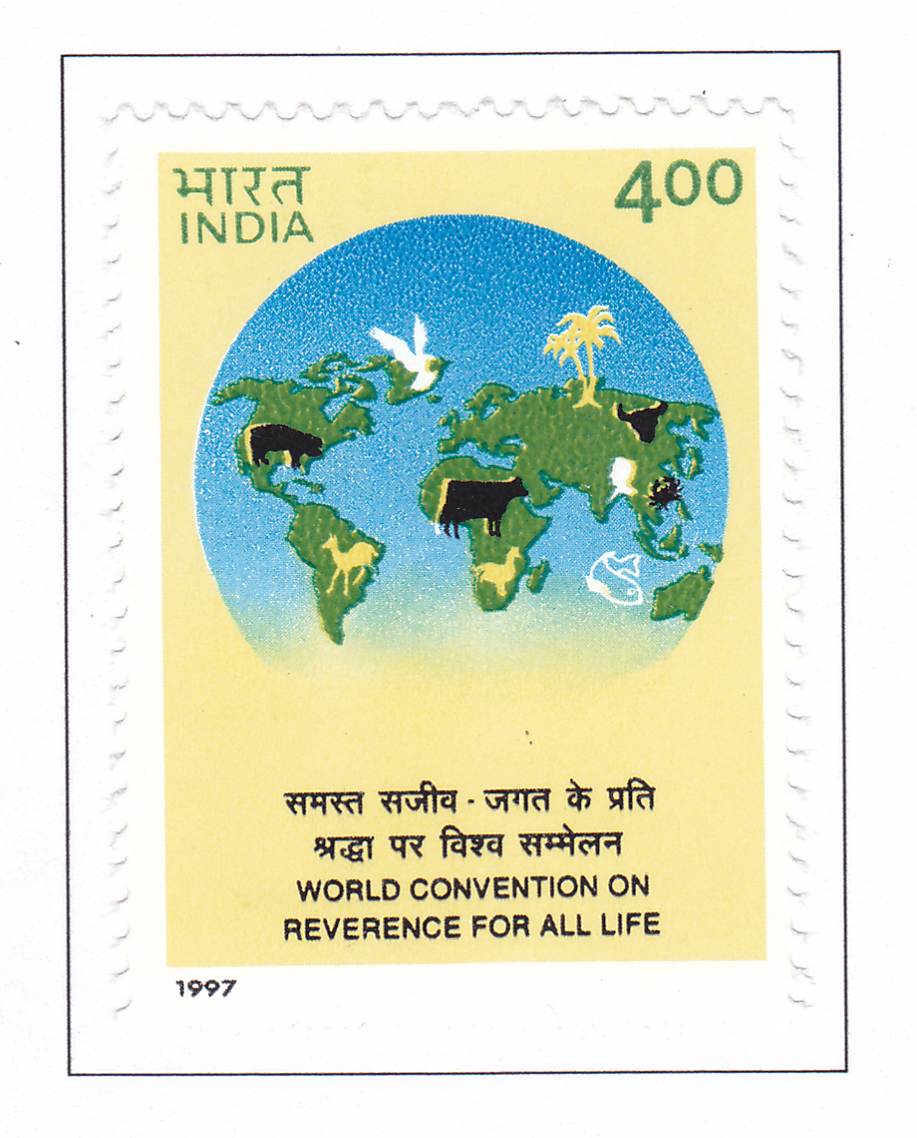 भारत
INDIA
400
समस्त सजीव - जगत के प्रति
श्रद्धा पर विश्व सम्मेलन
WORLD CONVENTION ON
REVERENCE FOR ALL LIFE
1997